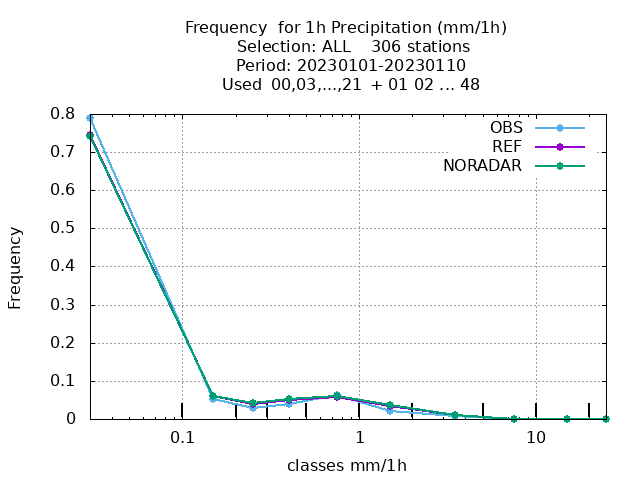 Frequency  for 1h Precipitation (mm/1h)
Selection: ALL    306 stations
Period: 20230101-20230110
Used  00,03,...,21  + 01 02 ... 48
OBS
REF
NORADAR
0.8
0.7
0.6
0.5
0.4
0.3
0.2
0.1
0
Frequency
0.1 1 10
classes mm/1h